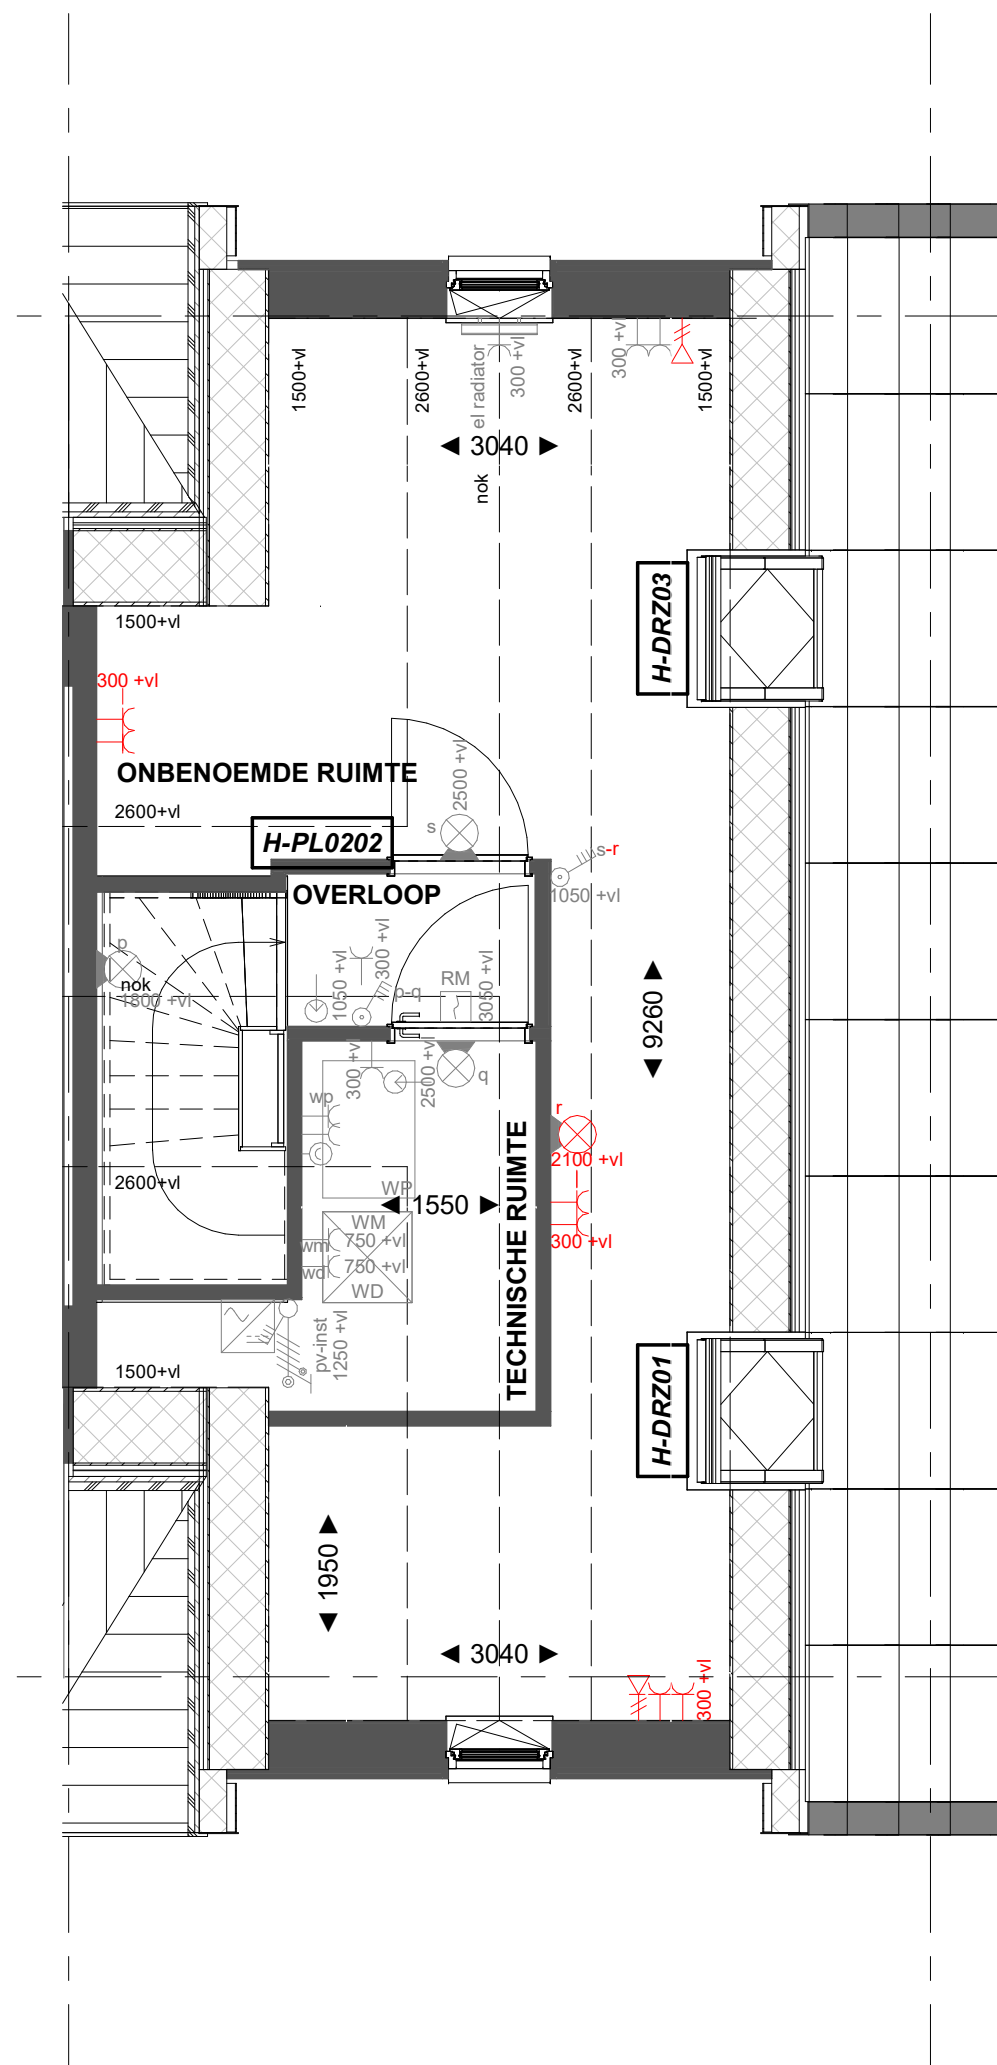 1500+vl
2600+vl
el radiator
300 +vl
2600+vl
300 +vl
1500+vl
3040
nok
H-DRZ03
1500+vl
300 +vl
ONBENOEMDE RUIMTE
2600+vl
H-PL0202
s
2500 +vl
s-r
1050 +vl
OVERLOOP
p
nok
1800 +vl
1050 +vl
300 +vl
p-q
RM
3050 +vl
9260
300 +vl
2500 +vl
q
wp
r
2100 +vl
WP
2600+vl
1550
TECHNISCHE RUIMTE
WM
wm
750 +vl
300 +vl
wd
750 +vl
WD
pv-inst
1250 +vl
1500+vl
H-DRZ01
1950
3040
300 +vl